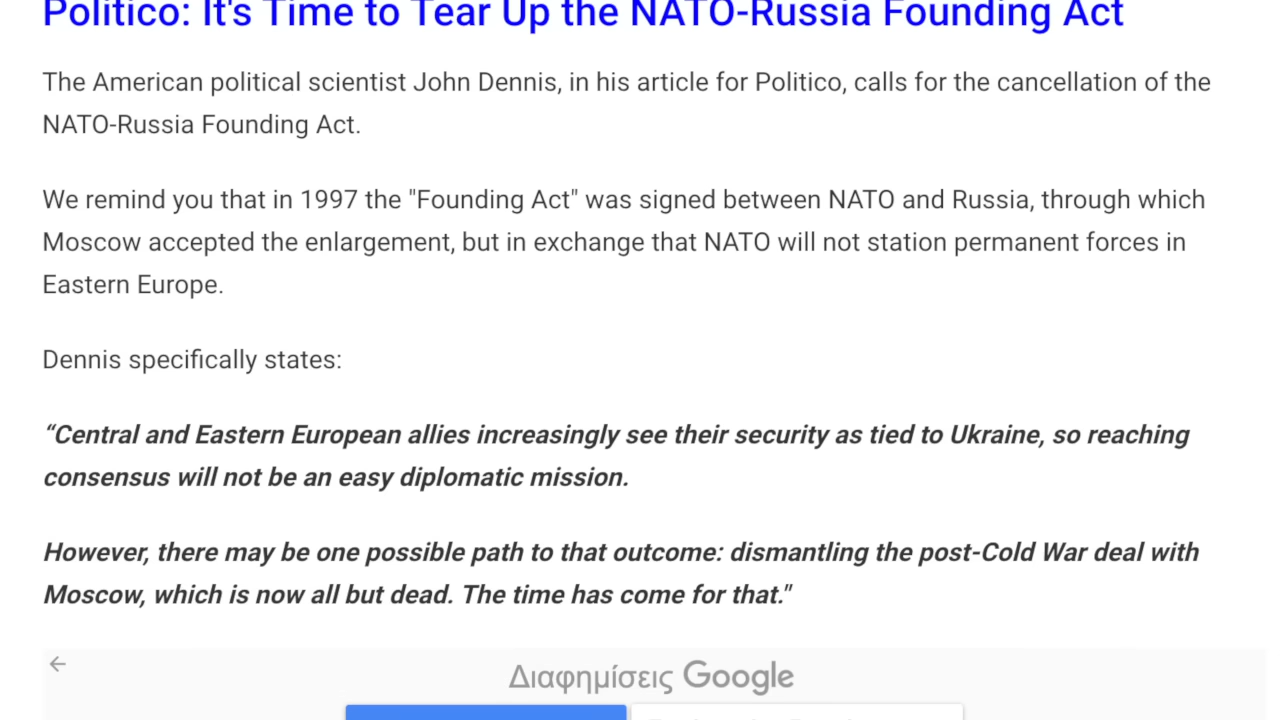 Politico: It's Time to Tear Up the NATO-Russia Founding Act
The American political scientist John Dennis, in his article for Politico, calls for the cancellation of the
NATO-Russia Founding Act.
We remind you that in 1997 the "Founding Act" was signed between NATO and Russia, through which
Moscow accepted the enlargement, but in exchange that NATO will not station permanent forces in
Eastern Europe.
Dennis specifically states:
“Central and Eastern European allies increasingly see their security as tied to Ukraine, so reaching
consensus will not be an easy diplomatic mission.
However, there may be one possible path to that outcome: dismantling the post-Cold War deal with
Moscow, which is now all but dead. The time has come for that."
Διαφημίσεις Google